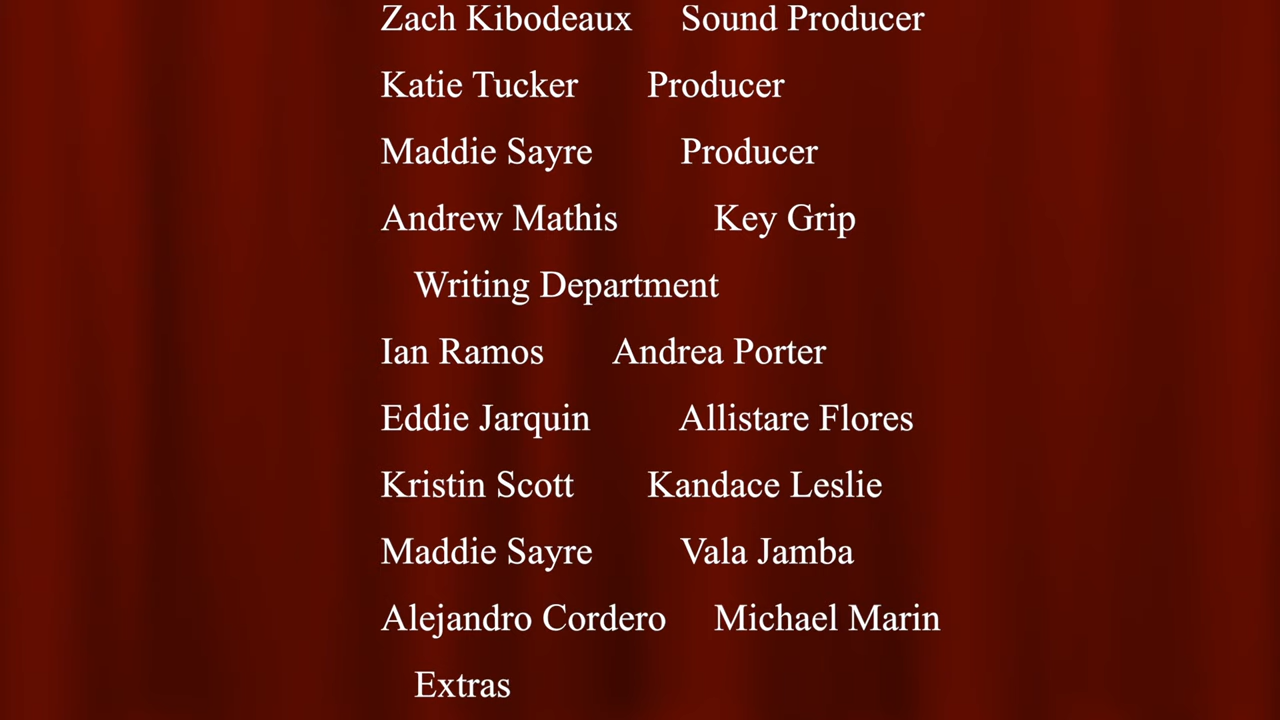 Zach Kibodeaux Sound Producer
Katie Tucker Producer
Maddie Sayre Producer
Andrew Mathis Key Grip
Writing Department
Ian Ramos Andrea Porter
Eddie Jarquin Allistare Flores
Kristin Scott Kandace Leslie
Maddie Sayre Vala Jamba
Alejandro Cordero Michael Marin
Extras